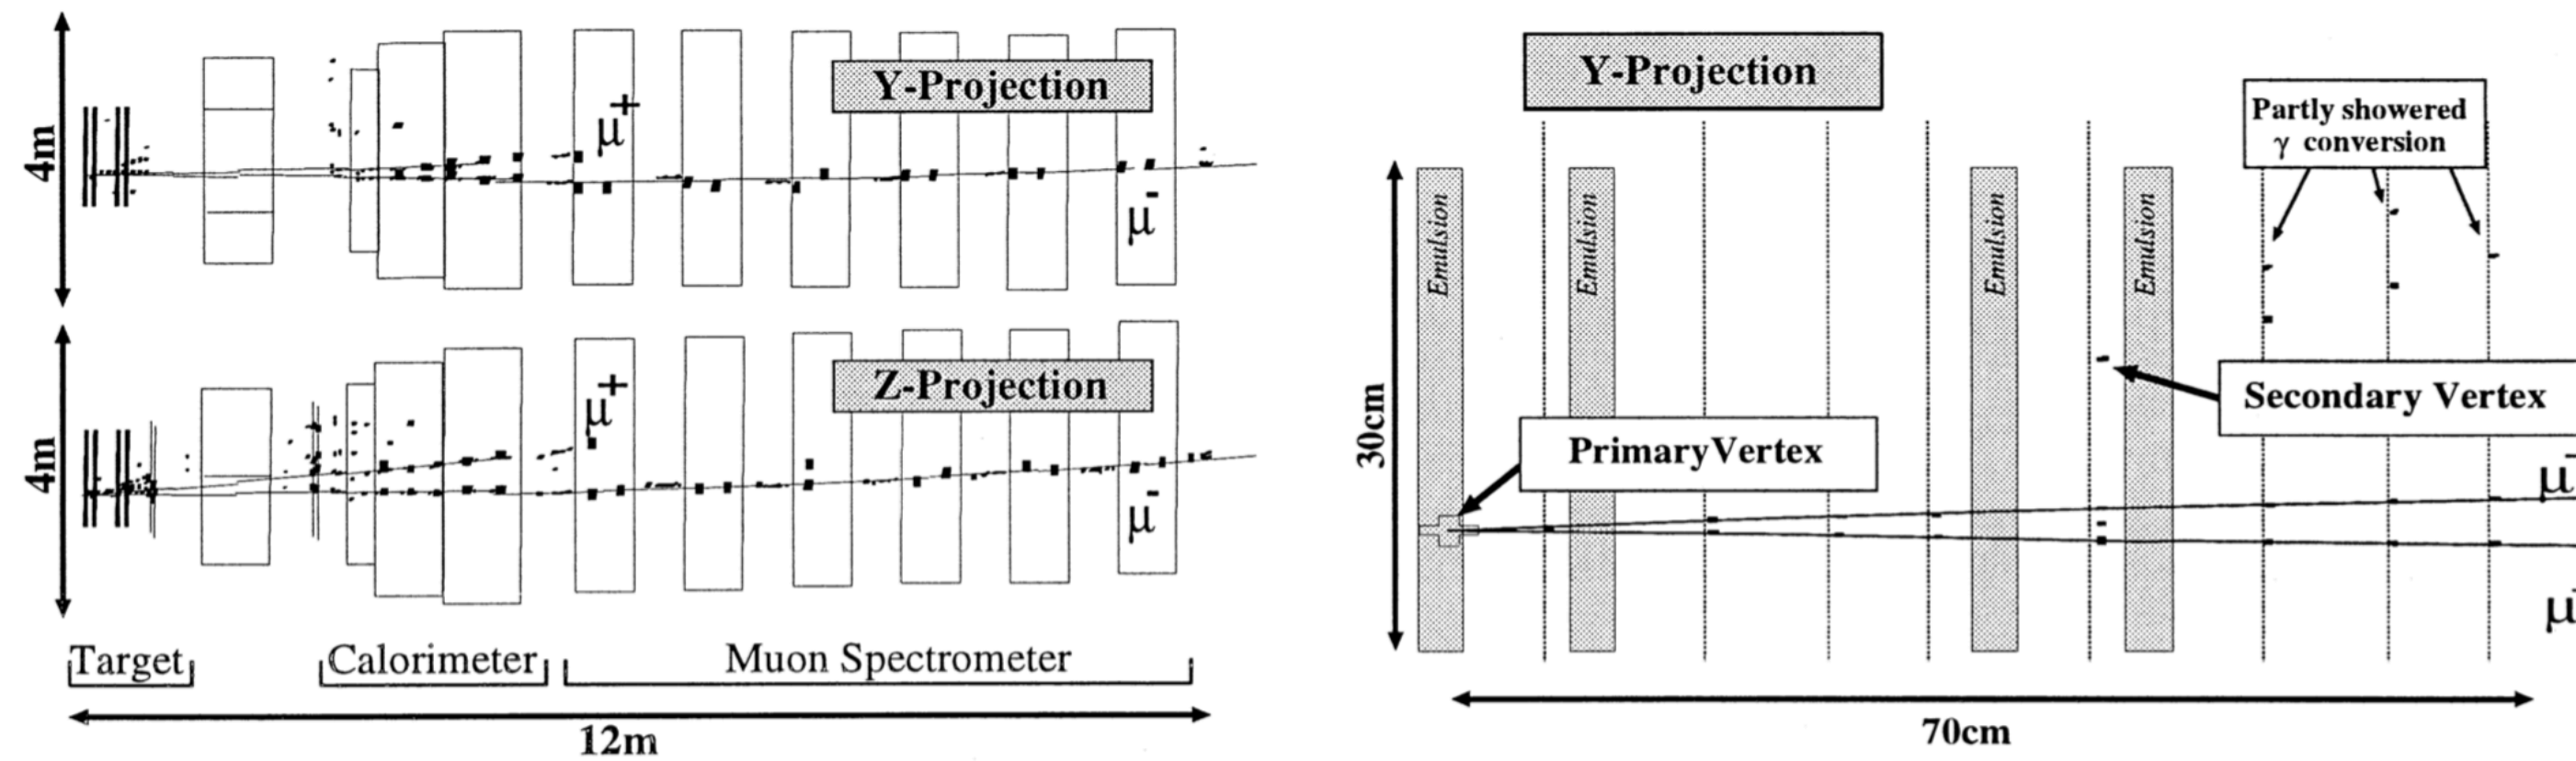 4m
μ+
Y-Projection
μ-
4m
μ+
Z-Projection
μ-
Target
Calorimeter
Muon Spectrometer
12m
Y-Projection
Partly showered
γ conversion
Emulsion
Emulsion
Emulsion
Emulsion
30cm
Secondary Vertex
PrimaryVertex
μ-
μ
70cm